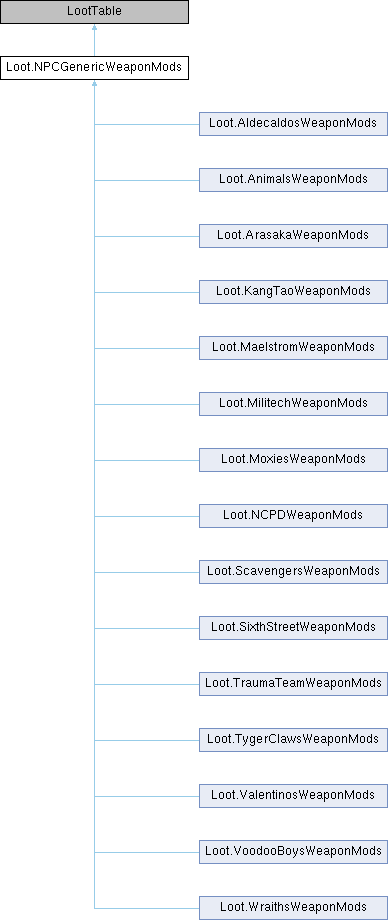 LootTable
Loot.NPCGenericWeaponMods
Loot.AldecaldosWeaponMods
Loot.AnimalsWeaponMods
Loot.ArasakaWeaponMods
Loot.KangTaoWeaponMods
Loot.MaelstromWeaponMods
Loot.MilitechWeaponMods
Loot.MoxiesWeaponMods
Loot.NCPDWeaponMods
Loot.ScavengersWeaponMods
Loot.SixthStreetWeaponMods
Loot.TraumaTeamWeaponMods
Loot.TygerClawsWeaponMods
Loot.ValentinosWeaponMods
Loot.VoodooBoysWeaponMods
Loot.WraithsWeaponMods